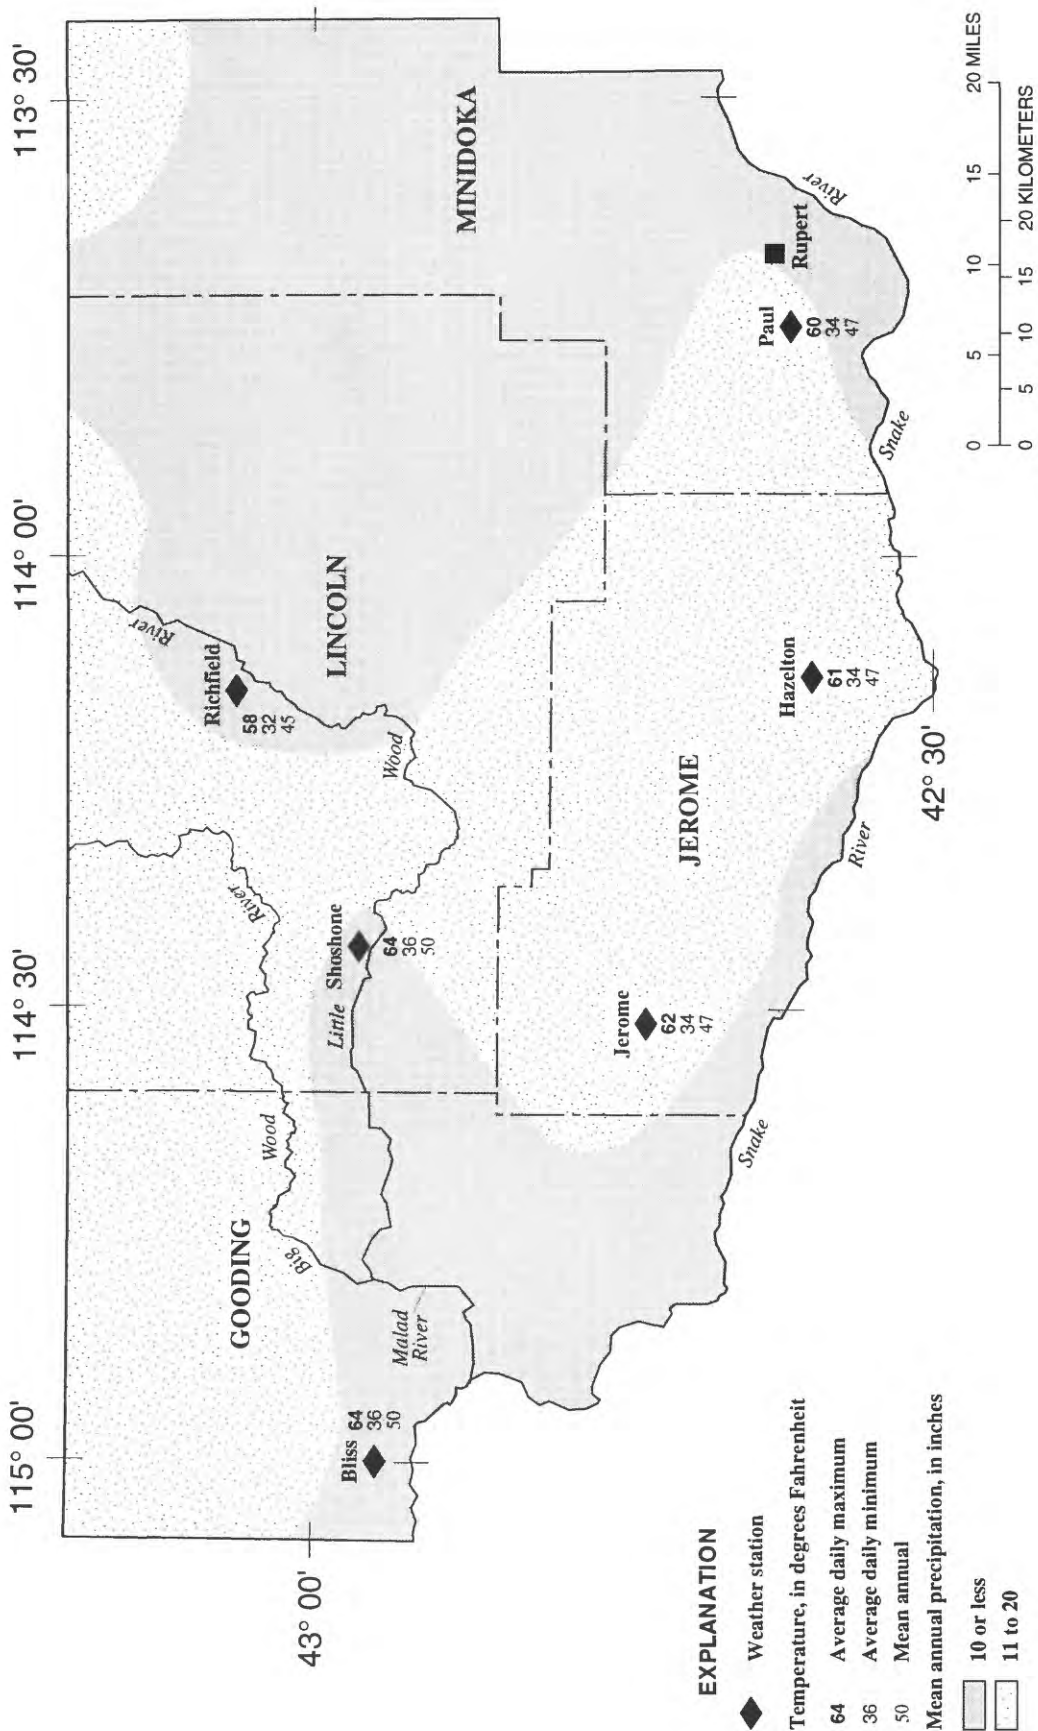 115° 00'
114° 30'
114° 00'
113° 30'
43° 00'
42° 30'
GOODING
LINCOLN
MINIDOKA
JEROME
Richfield
58
32
45
River
Wood
Little
Shoshone
64
36
50
River
Wood
Big
Malad
River
Bliss
64
36
50
Jerome
62
34
47
Hazelton
61
34
47
Paul
60
34
47
Rupert
River
Snake
River
Snake
EXPLANATION
Weather station
Temperature, in degrees Fahrenheit
64 Average daily maximum
36 Average daily minimum
50 Mean annual
Mean annual precipitation, in inches
10 or less
11 to 20
0 5 10 15 20 MILES
0 5 10 15 20 KILOMETERS